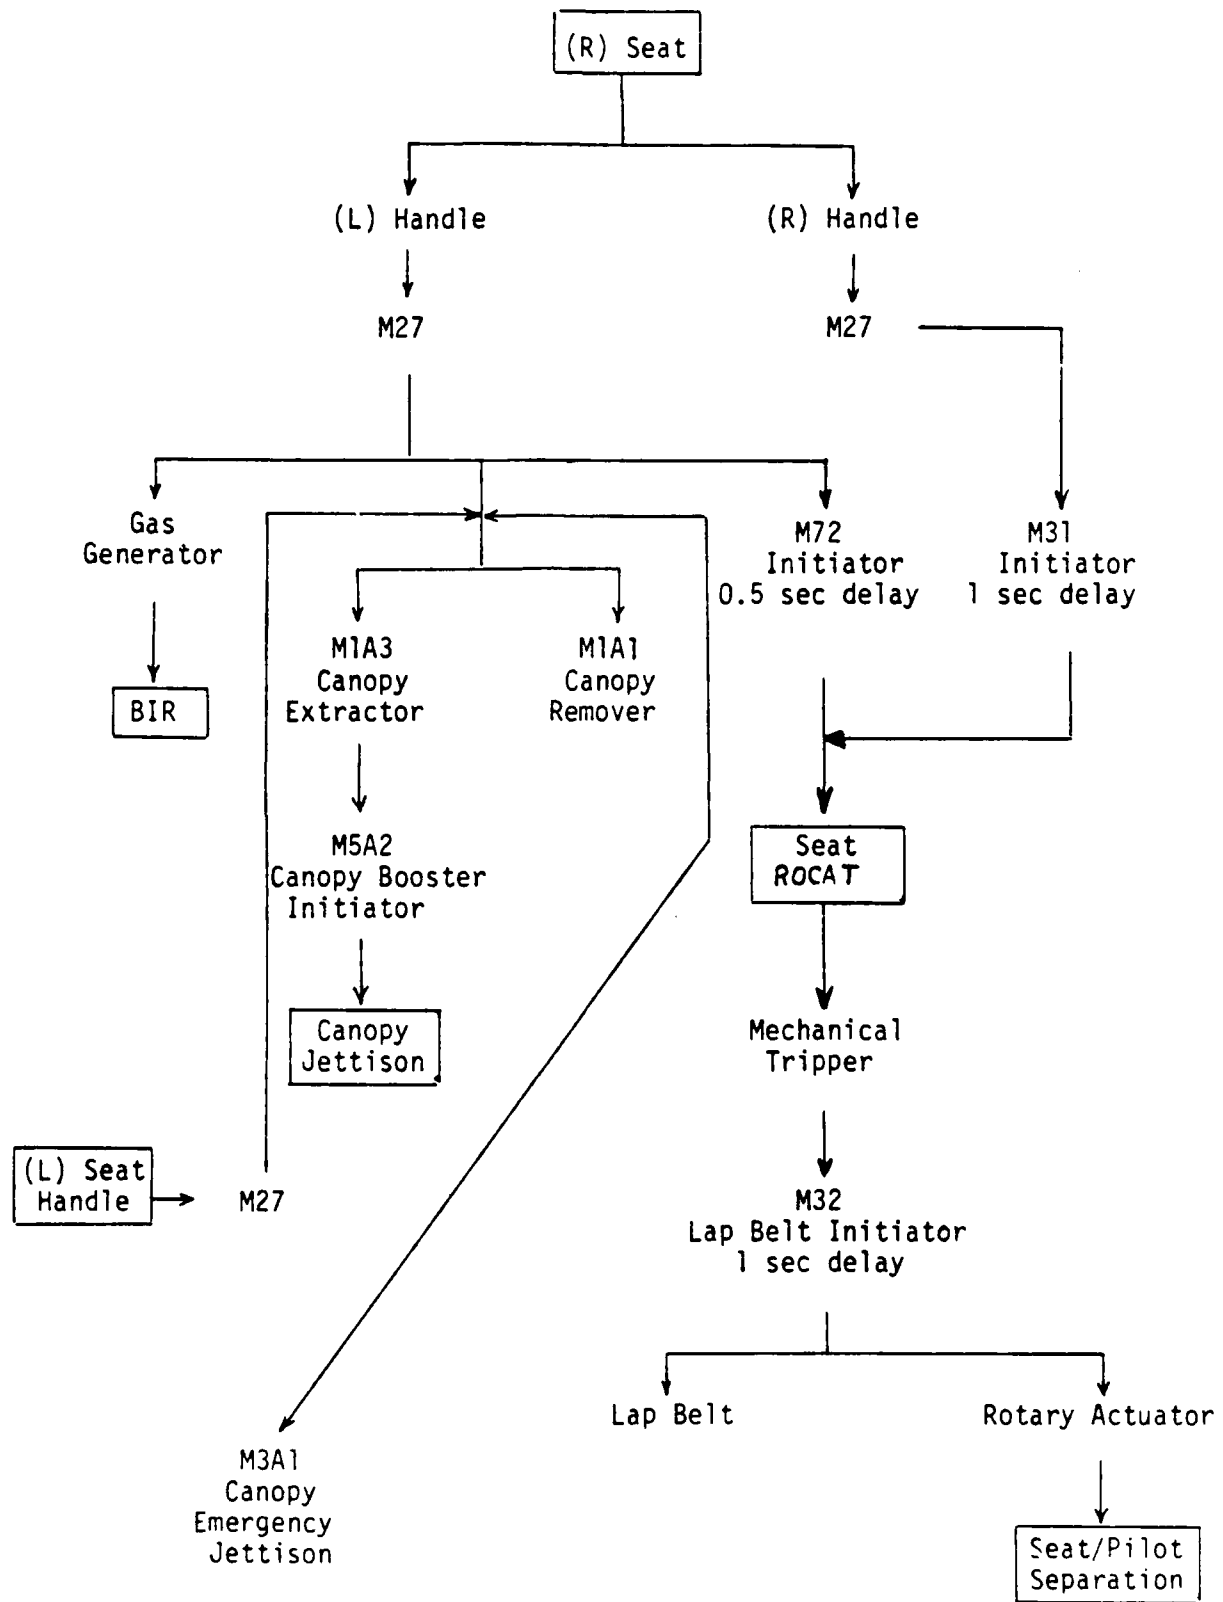 (R) Seat
(L) Handle
(R) Handle
M27
M27
Gas
Generator
BIR
M1A3
Canopy
Extractor
M1A1
Canopy
Remover
M72
Initiator
0.5 sec delay
M31
Initiator
1 sec delay
M5A2
Canopy Booster
Initiator
Canopy
Jettison
Seat
ROCAT
Mechanical
Tripper
(L) Seat
Handle
M27
M32
Lap Belt Initiator
1 sec delay
Lap Belt
Rotary Actuator
M3A1
Canopy
Emergency
Jettison
Seat/Pilot
Separation